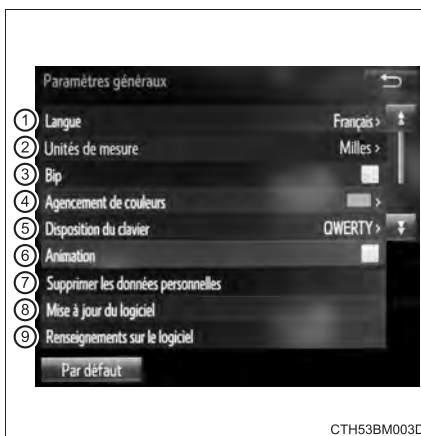 Paramètres généraux
1 Langue Français >
2 Unités de mesure Milles >
3 Bip
4 Agencement de couleurs >
5 Disposition du clavier QWERTY >
6 Animation
7 Supprimer les données personnelles
8 Mise à jour du logiciel
9 Renseignements sur le logiciel
Par défaut
CTH53BM003D